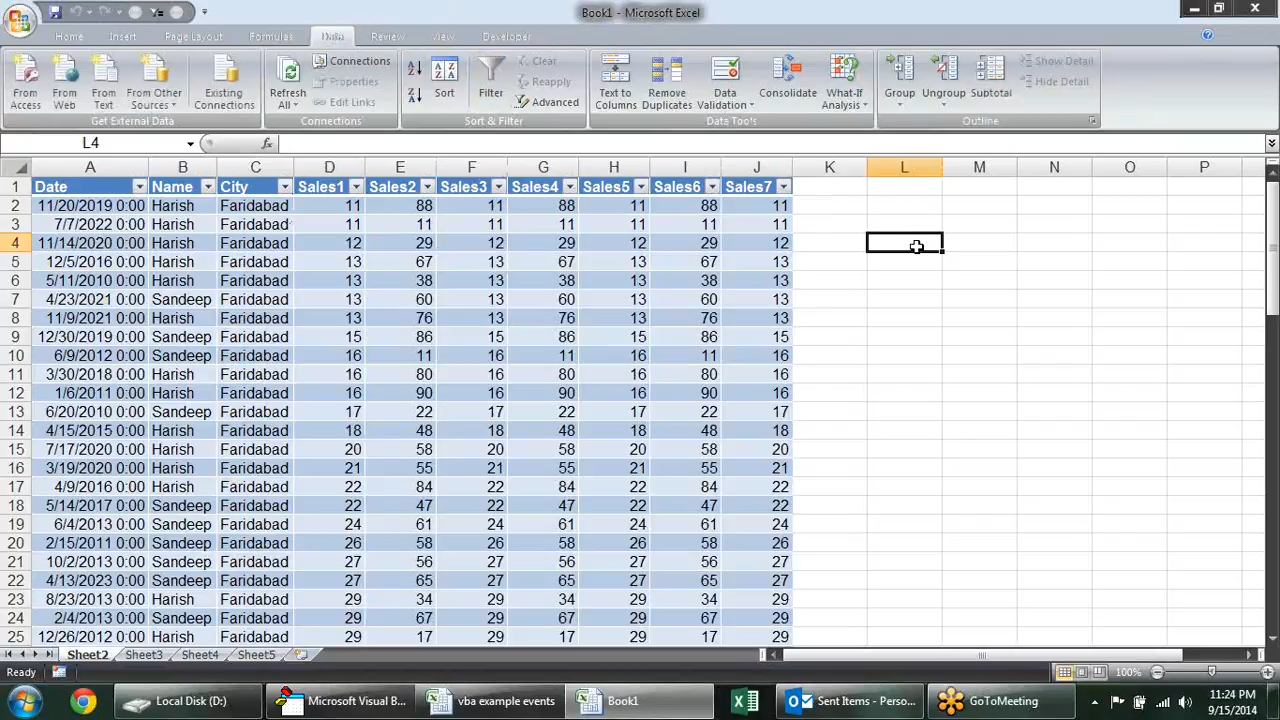 Book1 - Microsoft Excel
Home Insert Page Layout Formulas Data Review View Developer
Connections Clear Show Detail
Properties Reapply Hide Detail
Edit Links Advanced
From Access From Web From Text From Other Sources Existing Connections Refresh All Sort Filter Text to Columns Remove Duplicates Data Validation Consolidate What-If Analysis Group Ungroup Subtotal
Get External Data Connections Sort & Filter Data Tools Outline
L4 fx
A B C D E F G H I J K L M N O P
1 Date Name City Sales1 Sales2 Sales3 Sales4 Sales5 Sales6 Sales7
2 11/20/2019 0:00 Harish Faridabad 11 88 11 88 11 88 11
3 7/7/2022 0:00 Harish Faridabad 11 11 11 11 11 11 11
4 11/14/2020 0:00 Harish Faridabad 12 29 12 29 12 29 12
5 12/5/2016 0:00 Harish Faridabad 13 67 13 67 13 67 13
6 5/11/2010 0:00 Harish Faridabad 13 38 13 38 13 38 13
7 4/23/2021 0:00 Sandeep Faridabad 13 60 13 60 13 60 13
8 11/9/2021 0:00 Sandeep Faridabad 13 76 13 76 13 76 13
9 12/30/2019 0:00 Sandeep Faridabad 15 86 15 86 15 86 15
10 6/9/2012 0:00 Sandeep Faridabad 16 11 16 11 16 11 16
11 3/30/2018 0:00 Harish Faridabad 16 80 16 80 16 80 16
12 1/6/2011 0:00 Harish Faridabad 16 90 16 90 16 90 16
13 6/20/2010 0:00 Sandeep Faridabad 17 22 17 22 17 22 17
14 4/15/2015 0:00 Harish Faridabad 18 48 18 48 18 48 18
15 7/17/2020 0:00 Harish Faridabad 20 58 20 58 20 58 20
16 3/19/2020 0:00 Harish Faridabad 21 55 21 55 21 55 21
17 4/9/2016 0:00 Harish Faridabad 22 84 22 84 22 84 22
18 5/14/2017 0:00 Sandeep Faridabad 22 47 22 47 22 47 22
19 6/4/2013 0:00 Sandeep Faridabad 24 61 24 61 24 61 24
20 2/15/2011 0:00 Sandeep Faridabad 26 58 26 58 26 58 26
21 10/2/2013 0:00 Sandeep Faridabad 27 56 27 56 27 56 27
22 4/13/2023 0:00 Sandeep Faridabad 27 65 27 65 27 65 27
23 8/23/2013 0:00 Harish Faridabad 29 34 29 34 29 34 29
24 2/4/2013 0:00 Sandeep Faridabad 29 67 29 67 29 67 29
25 12/26/2012 0:00 Harish Faridabad 29 17 29 17 29 17 29
Sheet2 Sheet3 Sheet4 Sheet5
Ready 100%
Local Disk (D:) Microsoft Visual B... vba example events Book1 Sent Items - Perso... GoToMeeting 11:24 PM
9/15/2014